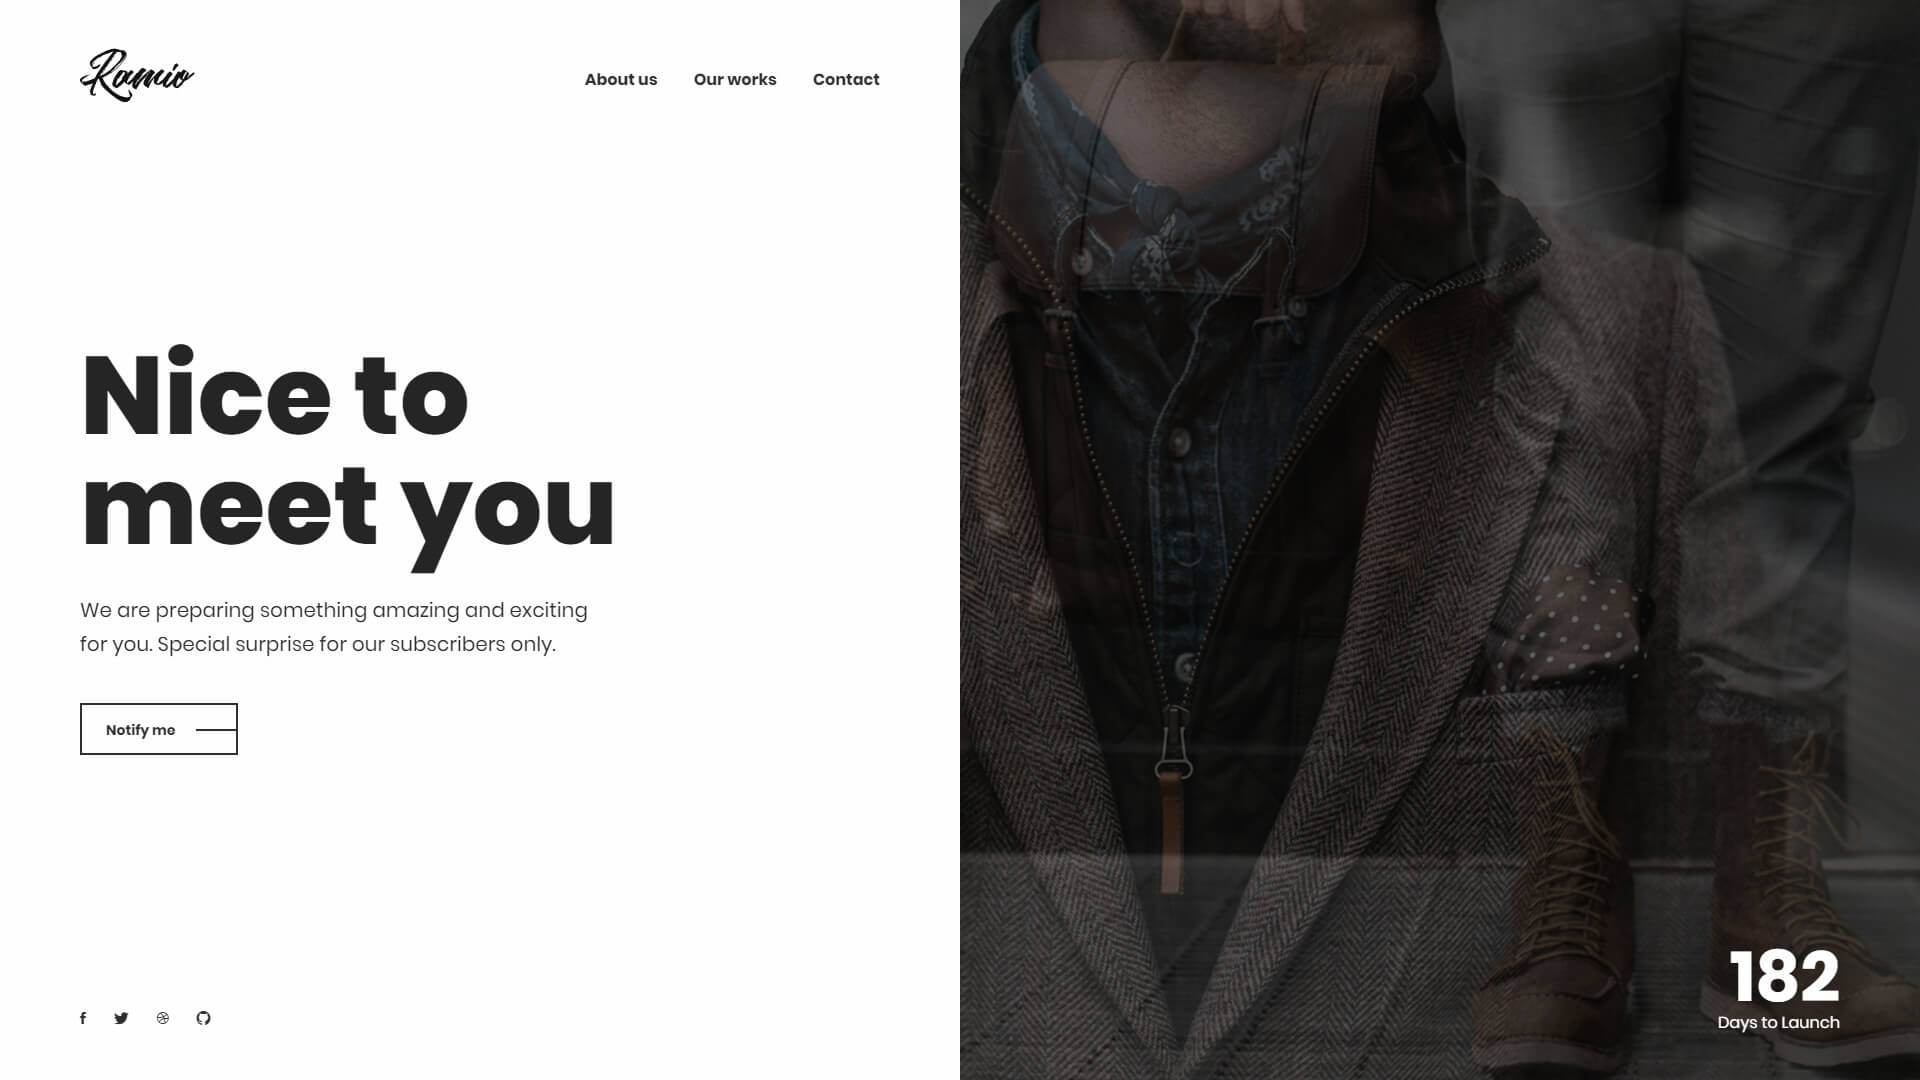 Ramio
About us
Our works
Contact
Nice to
meet you
We are preparing something amazing and exciting
for you. Special surprise for our subscribers only.
Notify me
182
Days to Launch